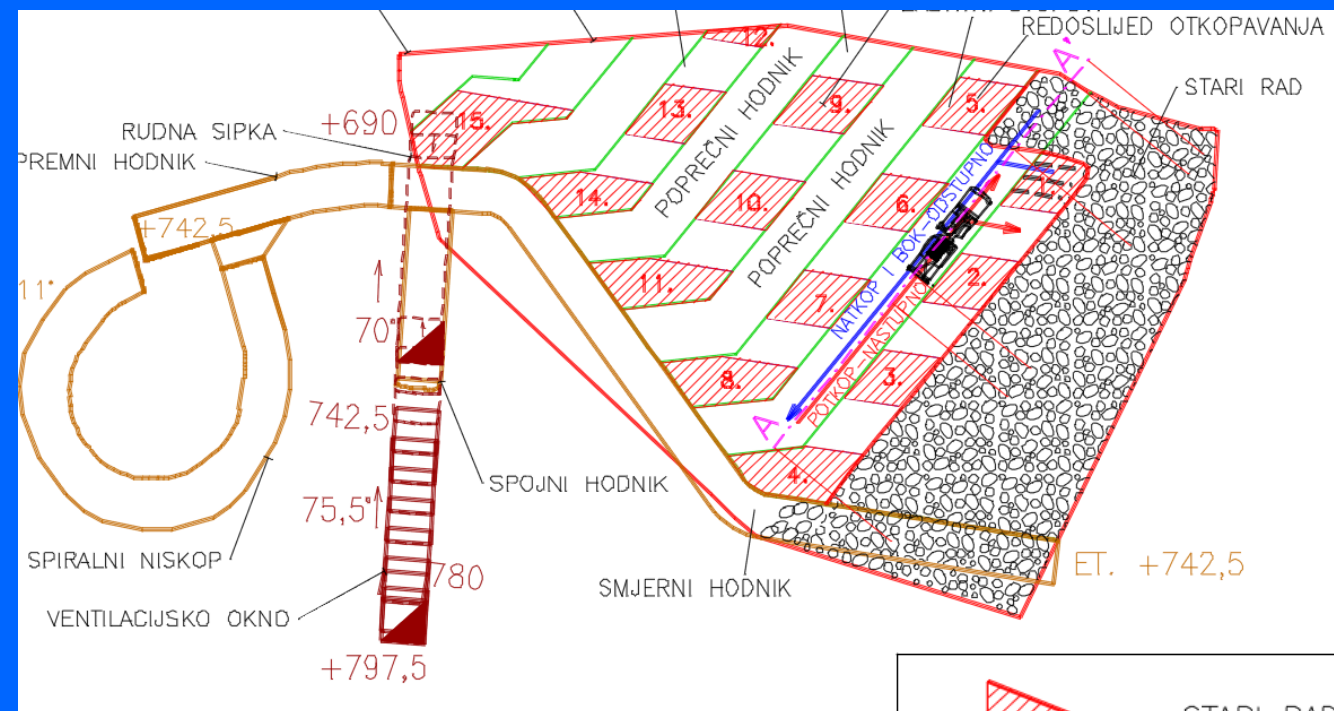 REDOSLIJED OTKOPAVANJA
12.
A'
STARI RAD
13.
9.
5.
15.
+690
RUDNA SIPKA
PREMNI HODNIK
POPREČNI HODNIK
POPREČNI HODNIK
14.
10.
6.
+742,5
11°
11.
7.
2.
NATKOP I BOK-ODSTUPNO
POTKOP-NASTUPNO
70°
8.
3.
742,5
A
4.
SPOJNI HODNIK
75,5°
SPIRALNI NISKOP
780
SMJERNI HODNIK
ET. +742,5
VENTILACIJSKO OKNO
+797,5
STARI RAD